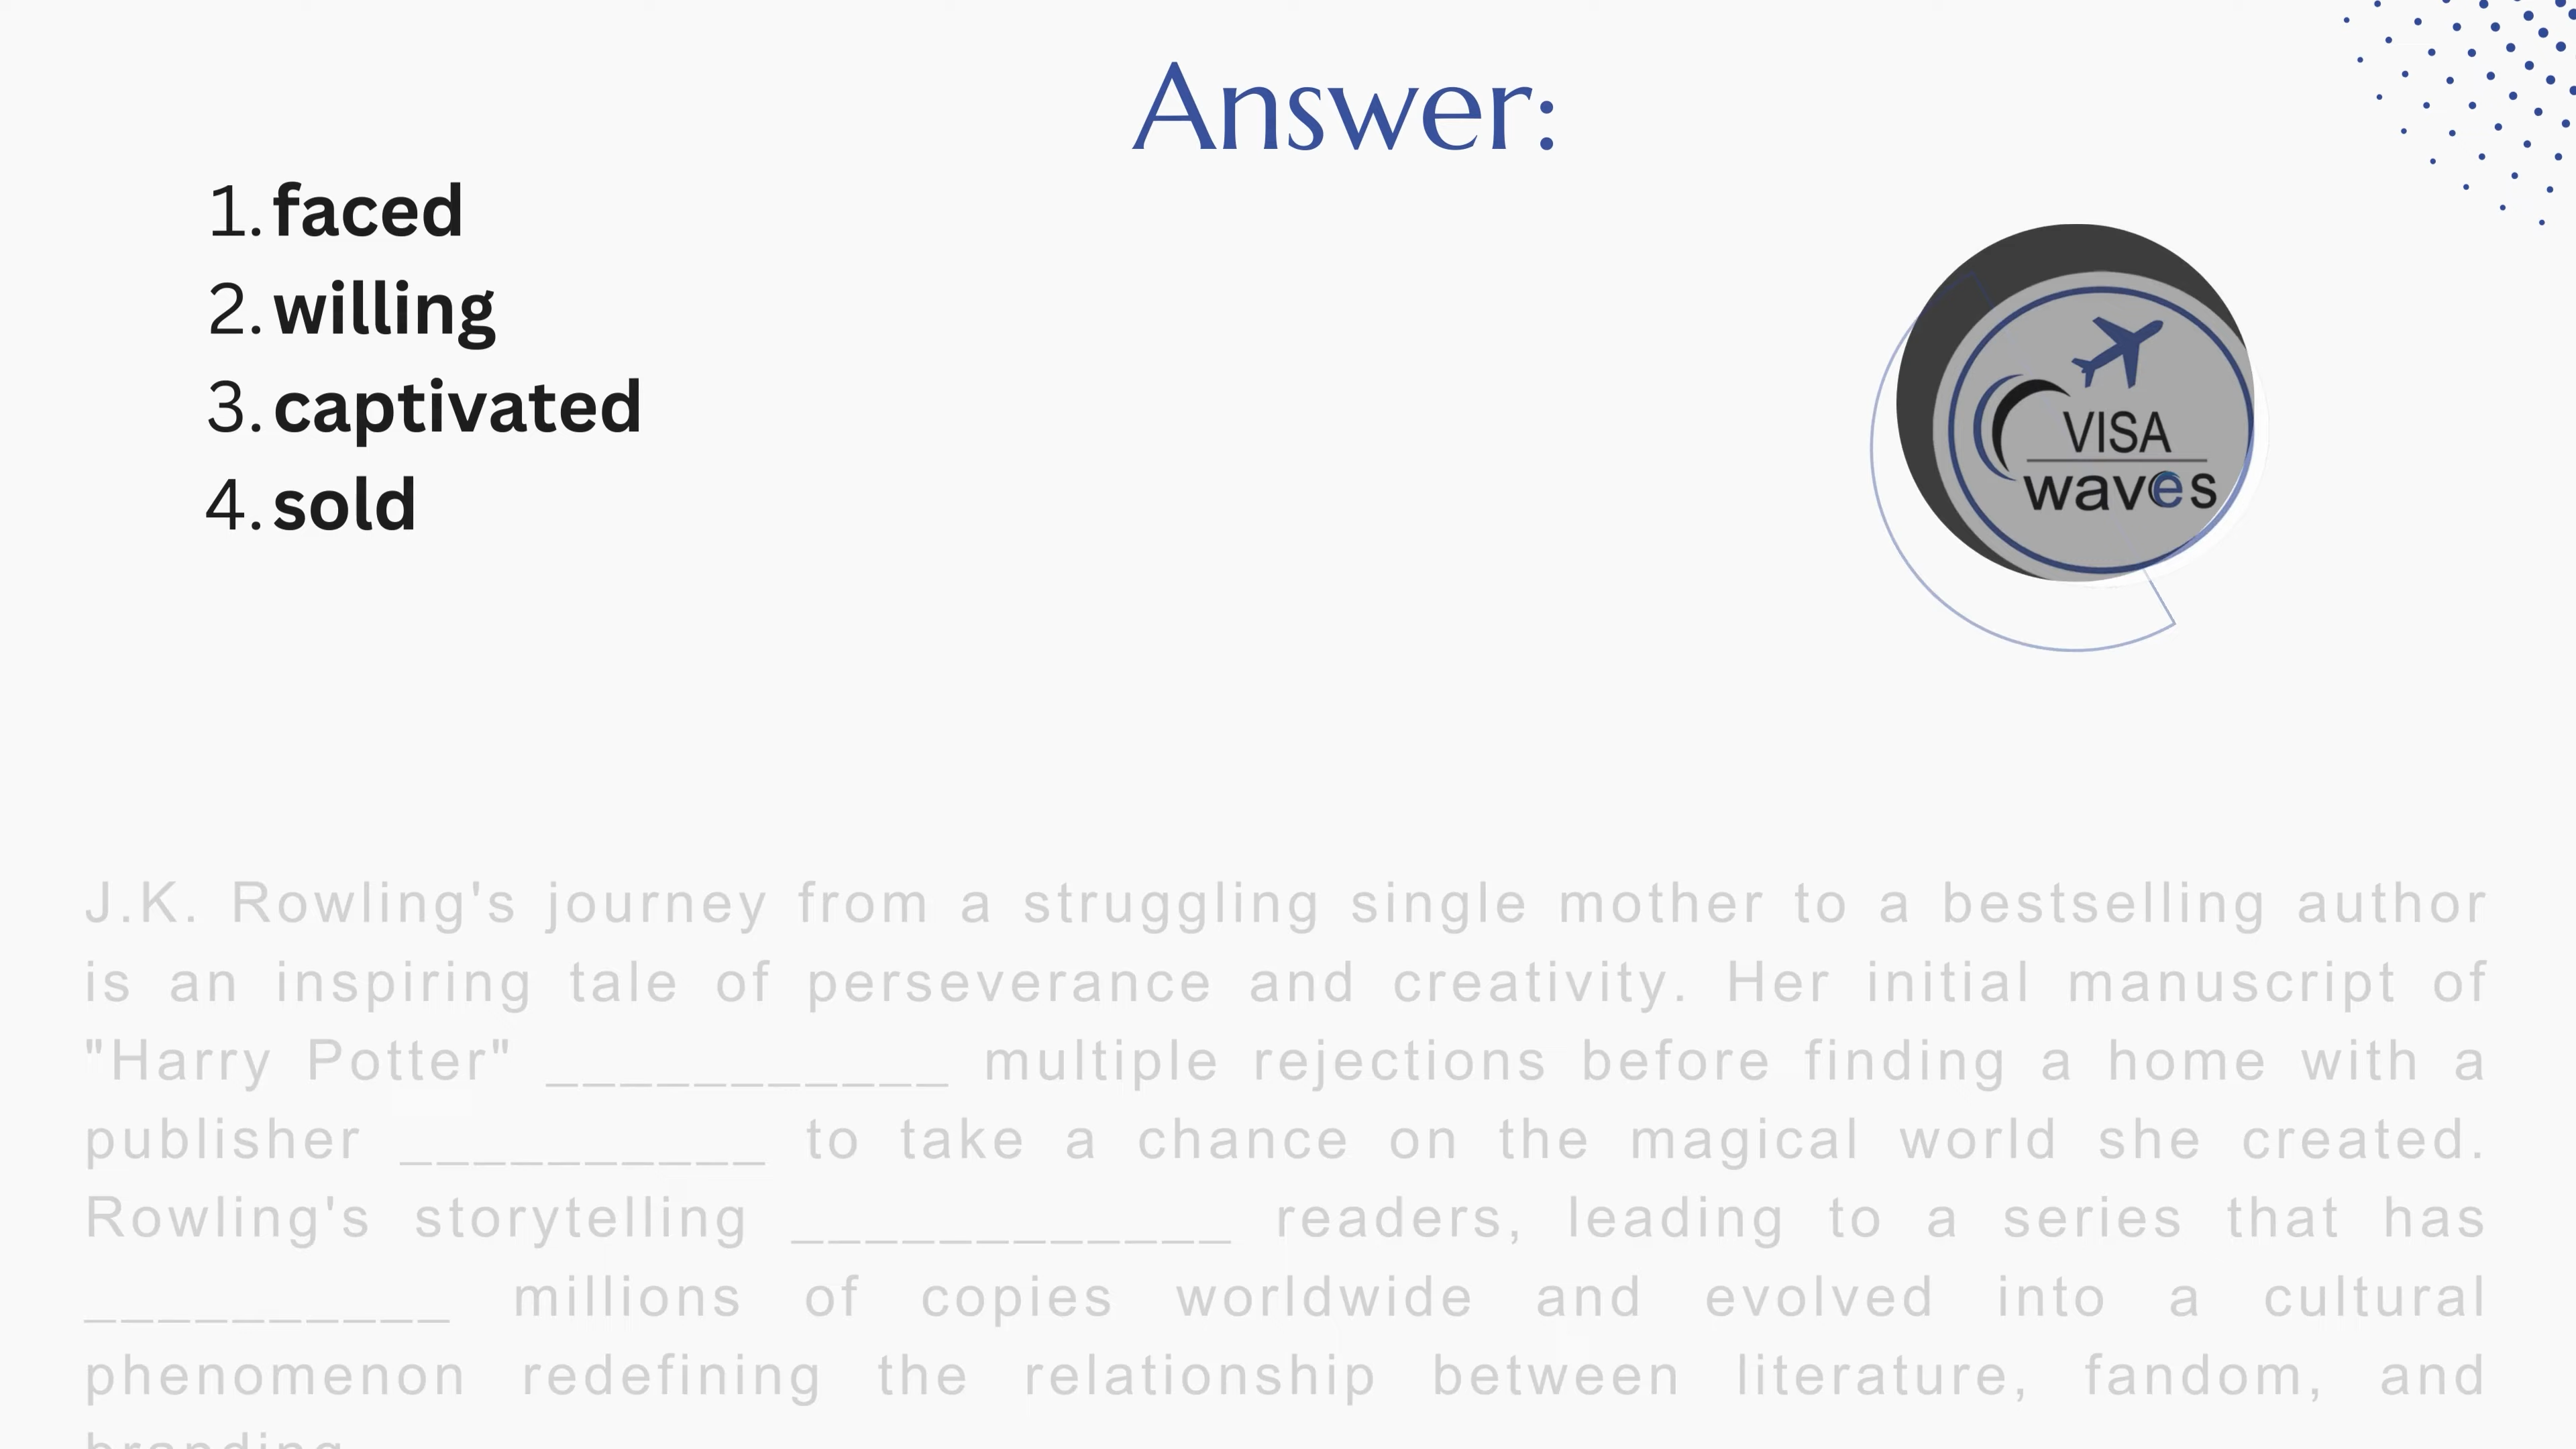 Answer:
1. faced
2. willing
3. captivated
4. sold
VISA
waves
J.K. Rowling's journey from a struggling single mother to a bestselling author
is an inspiring tale of perseverance and creativity. Her initial manuscript of
"Harry Potter" ___________ multiple rejections before finding a home with a
publisher __________ to take a chance on the magical world she created.
Rowling's storytelling ____________ readers, leading to a series that has
__________ millions of copies worldwide and evolved into a cultural
phenomenon redefining the relationship between literature, fandom, and
branding